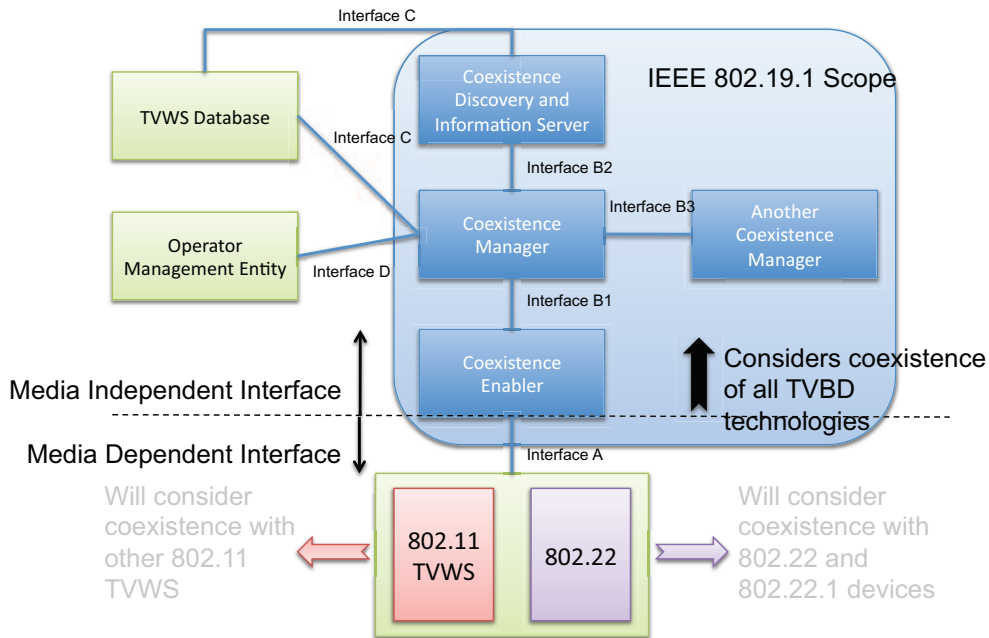 Interface C
IEEE 802.19.1 Scope
Coexistence
Discovery and
Information Server
TVWS Database
Interface C
Interface B2
Coexistence
Manager
Interface B3
Another
Coexistence
Manager
Operator
Management Entity
Interface D
Interface B1
Coexistence
Enabler
Considers coexistence
of all TVBD
technologies
Media Independent Interface
Media Dependent Interface
Interface A
Will consider
coexistence with
other 802.11
TVWS
802.11
TVWS
802.22
Will consider
coexistence with
802.22 and
802.22.1 devices